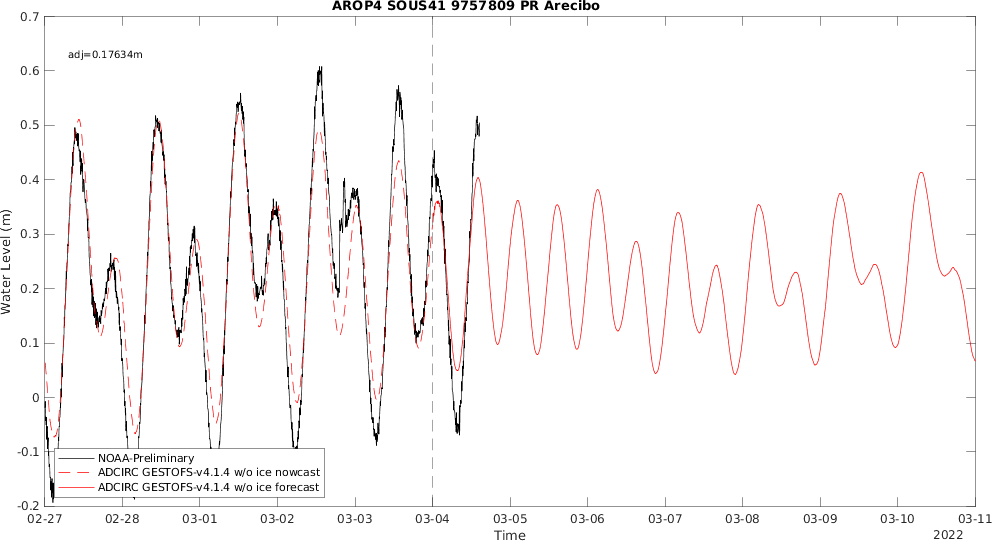 AROP4 SOUS41 9757809 PR Arecibo
adj=0.17634m
0.7
0.6
0.5
0.4
0.3
0.2
0.1
0
-0.1
-0.2
Water Level (m)
NOAA-Preliminary
ADCIRC GESTOFS-v4.1.4 w/o ice nowcast
ADCIRC GESTOFS-v4.1.4 w/o ice forecast
02-27 02-28 03-01 03-02 03-03 03-04 03-05 03-06 03-07 03-08 03-09 03-10 03-11
Time
2022